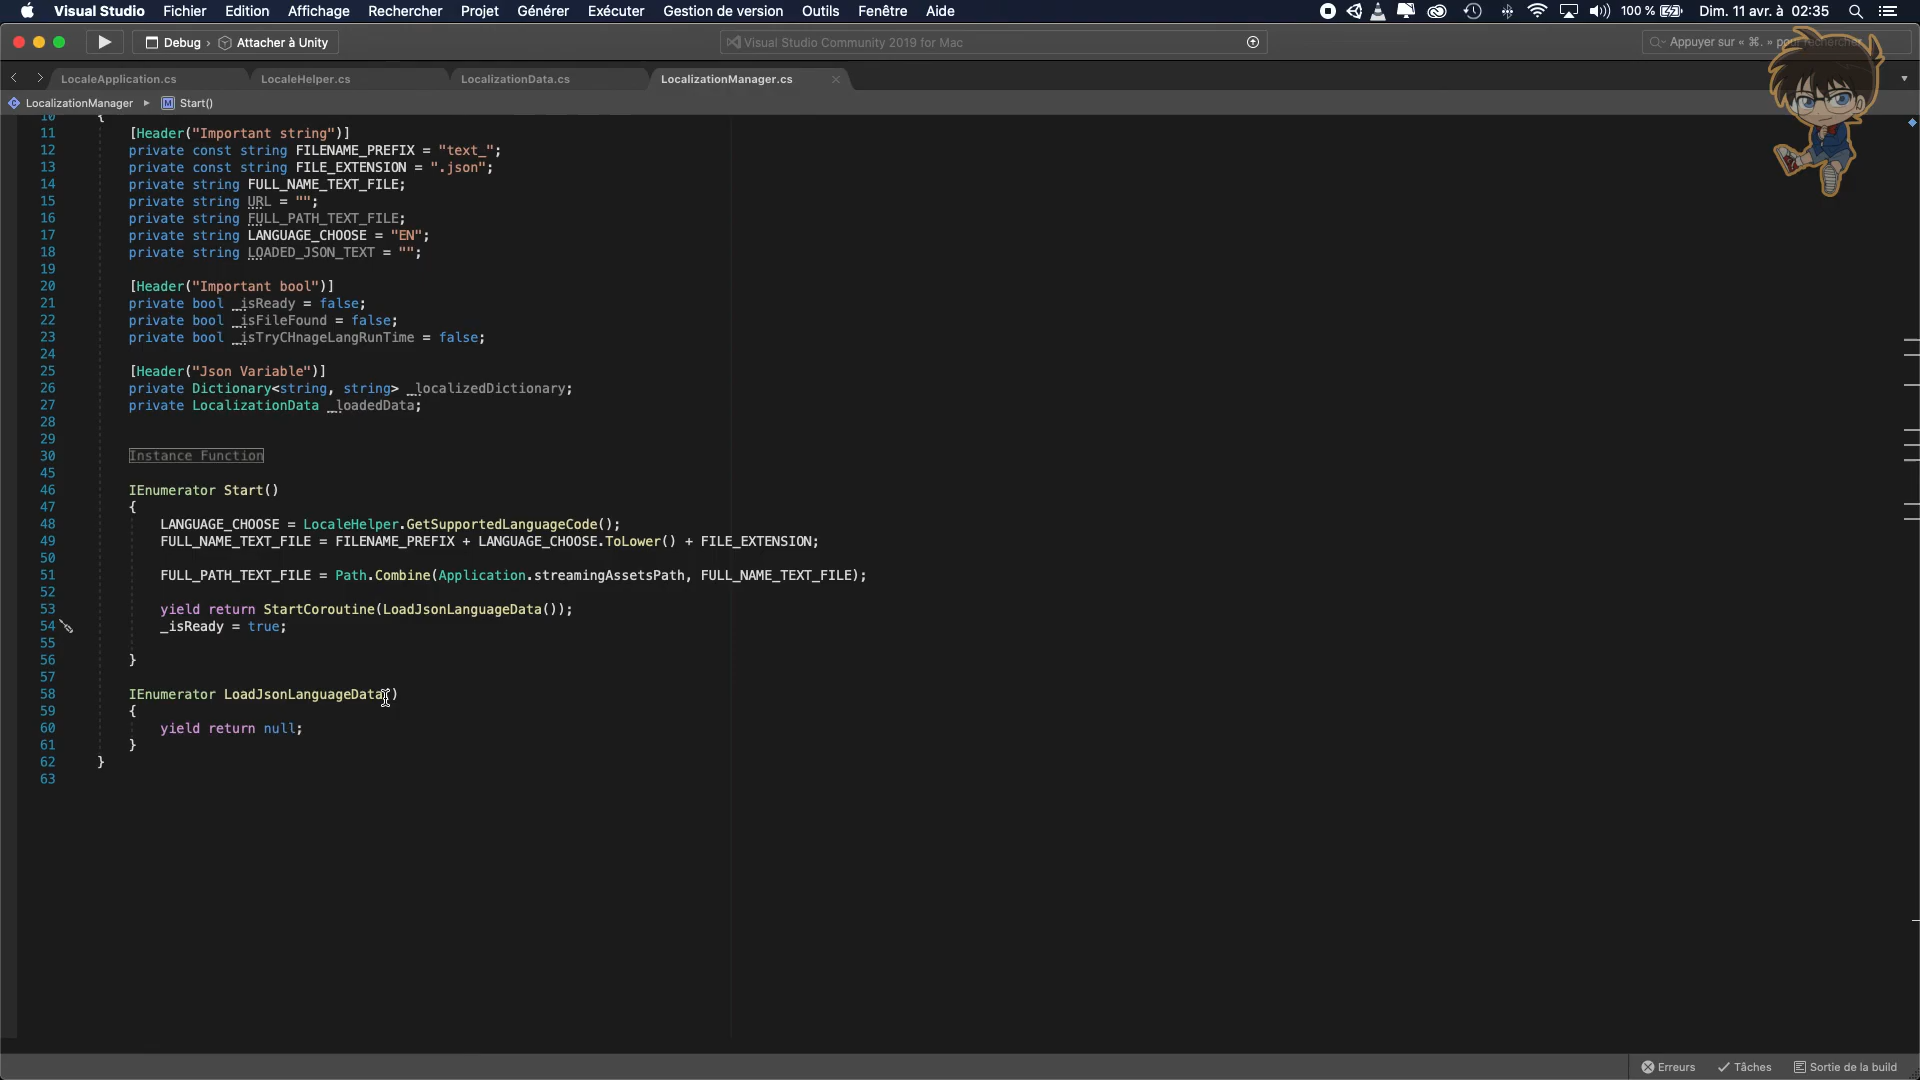 Visual Studio Fichier Edition Affichage Rechercher Projet Générer Exécuter Gestion de version Outils Fenêtre Aide 100 % Dim. 11 avr. à 02:35
Debug › Attacher à Unity Visual Studio Community 2019 for Mac Appuyer sur « ⌘. » pour rechercher
LocaleApplication.cs LocaleHelper.cs LocalizationData.cs LocalizationManager.cs
LocalizationManager ▸ M Start()
10 {
11 [Header("Important string")]
12 private const string FILENAME_PREFIX = "text_";
13 private const string FILE_EXTENSION = ".json";
14 private string FULL_NAME_TEXT_FILE;
15 private string URL = "";
16 private string FULL_PATH_TEXT_FILE;
17 private string LANGUAGE_CHOOSE = "EN";
18 private string LOADED_JSON_TEXT = "";
19
20 [Header("Important bool")]
21 private bool _isReady = false;
22 private bool _isFileFound = false;
23 private bool _isTryCHnageLangRunTime = false;
24
25 [Header("Json Variable")]
26 private Dictionary<string, string> _localizedDictionary;
27 private LocalizationData _loadedData;
28
29
30 Instance Function
45
46 IEnumerator Start()
47 {
48 LANGUAGE_CHOOSE = LocaleHelper.GetSupportedLanguageCode();
49 FULL_NAME_TEXT_FILE = FILENAME_PREFIX + LANGUAGE_CHOOSE.ToLower() + FILE_EXTENSION;
50
51 FULL_PATH_TEXT_FILE = Path.Combine(Application.streamingAssetsPath, FULL_NAME_TEXT_FILE);
52
53 yield return StartCoroutine(LoadJsonLanguageData());
54 _isReady = true;
55
56 }
57
58 IEnumerator LoadJsonLanguageData()
59 {
60 yield return null;
61 }
62 }
63
Erreurs Tâches Sortie de la build